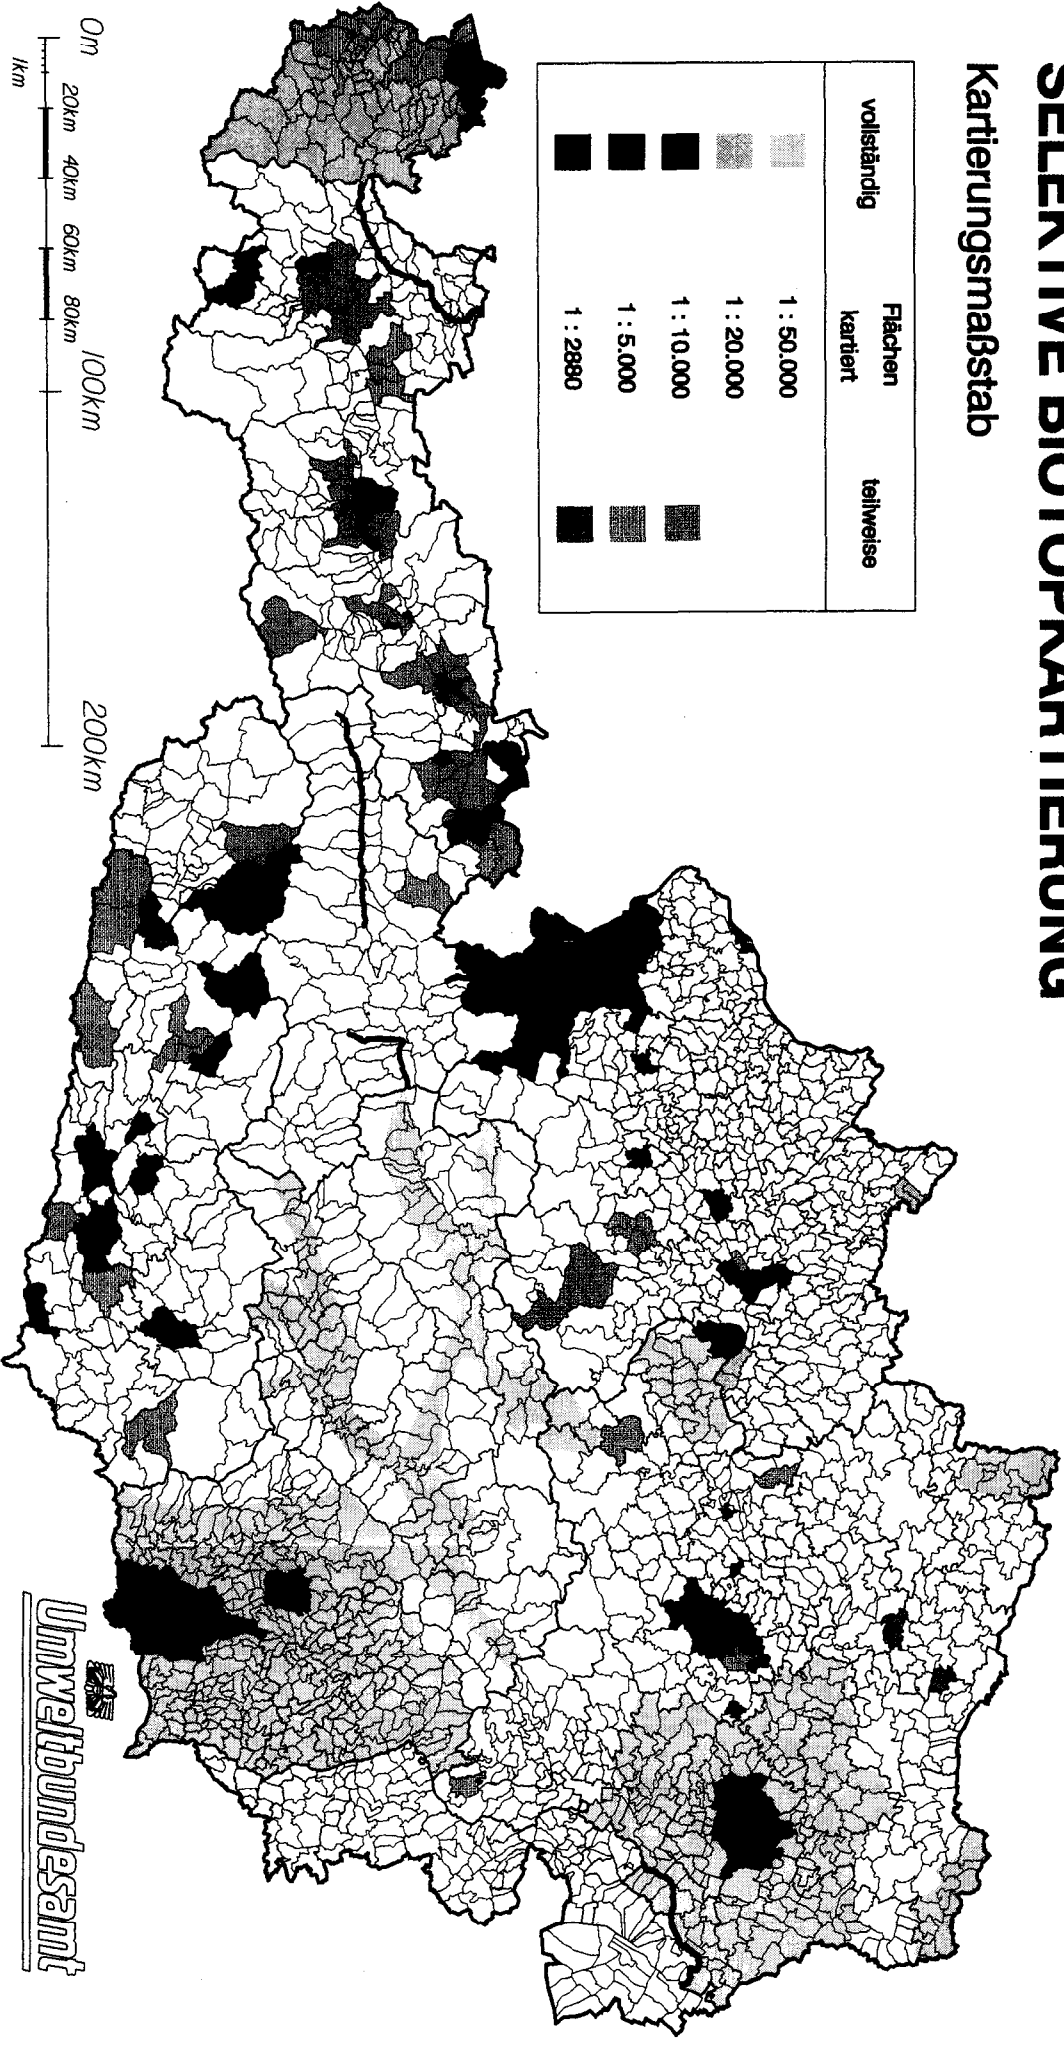 SELEKTIVE BIOTOPKARTIERUNG
Kartierungsmaßstab
vollständig Flächen kartiert teilweise
1 : 50.000
1 : 20.000
1 : 10.000
1 : 5.000
1 : 2880
0m 20km 40km 60km 80km 100km 200km
1km
Umweltbundesamt